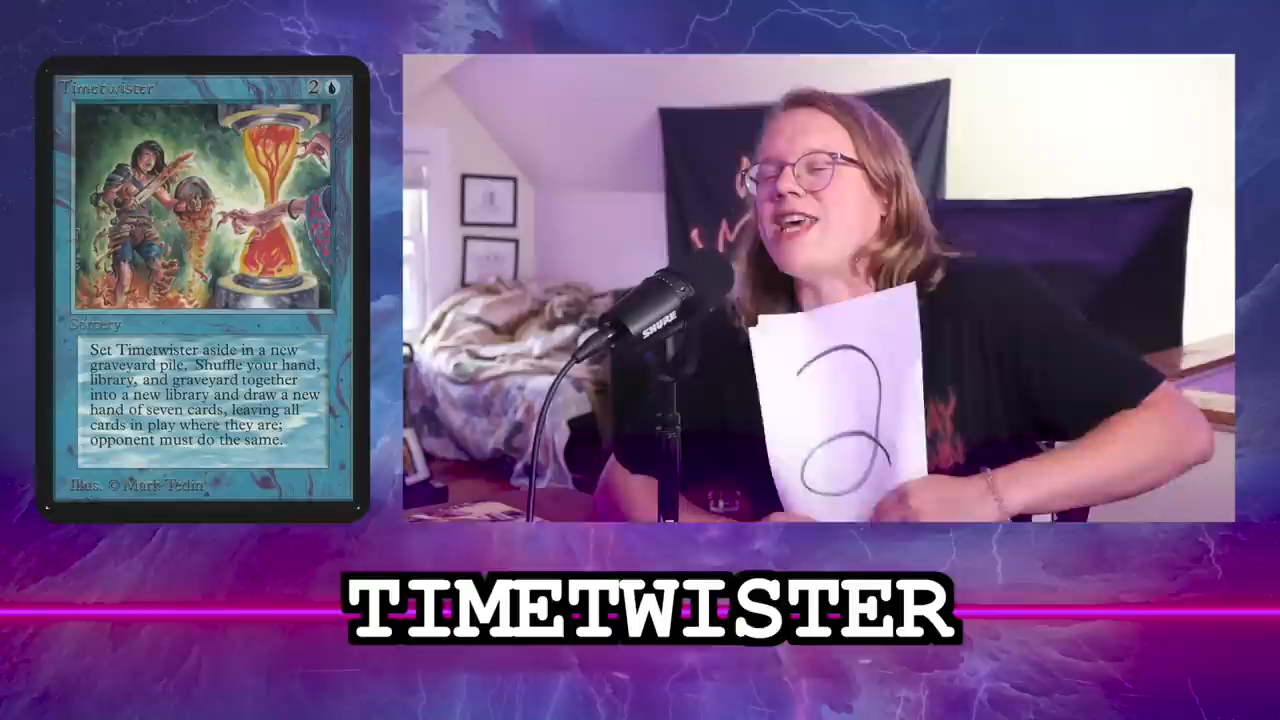 Timetwister 2
Sorcery
Set Timetwister aside in a new
graveyard pile. Shuffle your hand,
library, and graveyard together
into a new library and draw a new
hand of seven cards, leaving all
cards in play where they are;
opponent must do the same.
Illus. © Mark Tedin
SHURE
2
TIMETWISTER